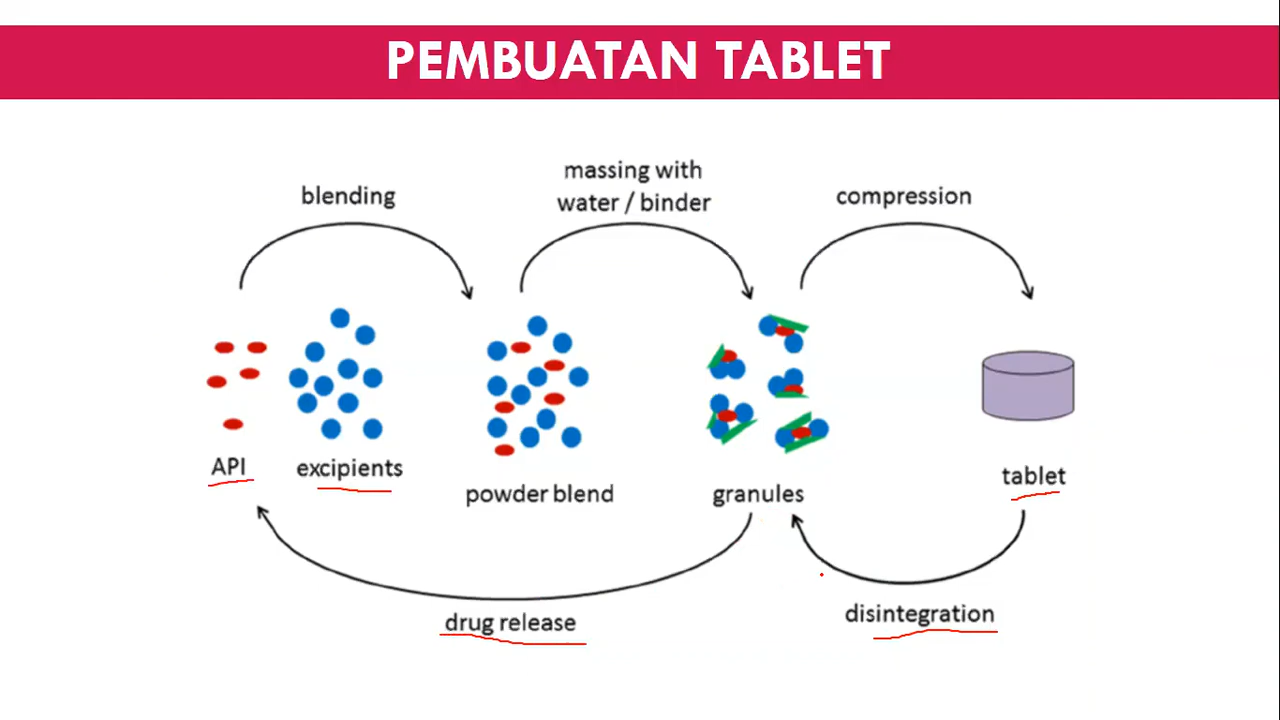 PEMBUATAN TABLET
blending
massing with
water / binder
compression
API
excipients
powder blend
granules
tablet
drug release
disintegration